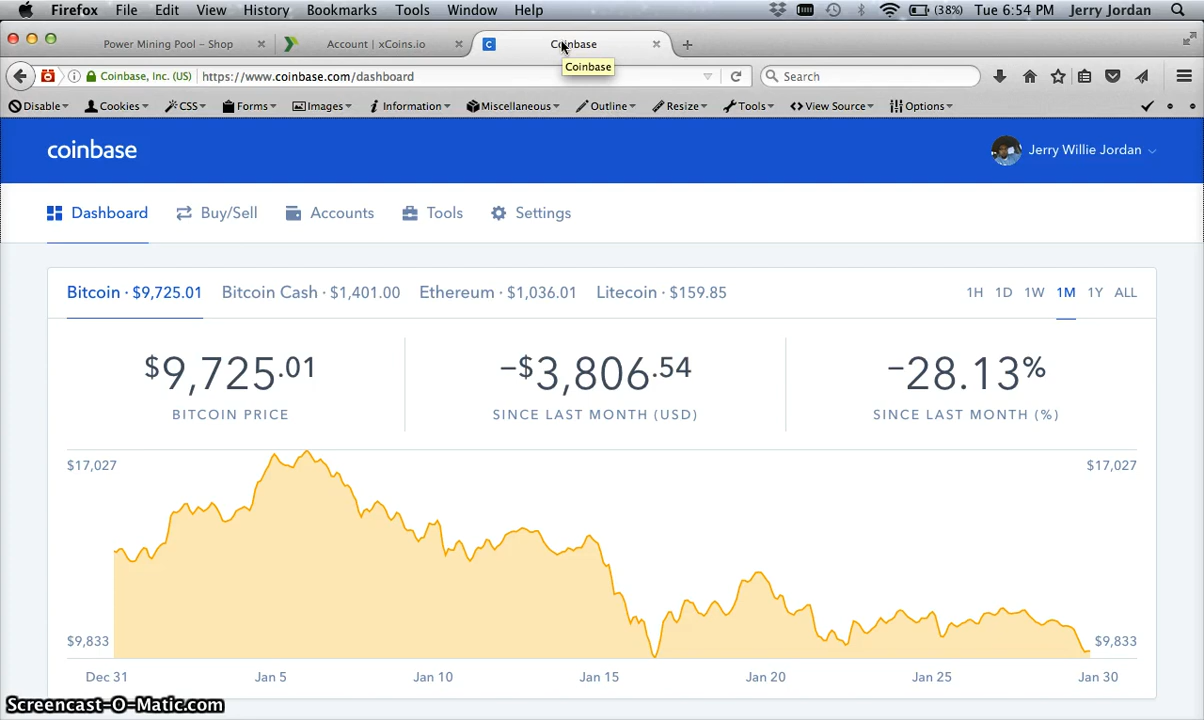 Firefox File Edit View History Bookmarks Tools Window Help (38%) Tue 6:54 PM Jerry Jordan
Power Mining Pool – Shop Account | xCoins.io Coinbase
Coinbase, Inc. (US) https://www.coinbase.com/dashboard Search
Coinbase
Disable Cookies CSS Forms Images Information Miscellaneous Outline Resize Tools View Source Options
coinbase Jerry Willie Jordan
Dashboard Buy/Sell Accounts Tools Settings
Bitcoin · $9,725.01 Bitcoin Cash · $1,401.00 Ethereum · $1,036.01 Litecoin · $159.85 1H 1D 1W 1M 1Y ALL
$9,725.01 −$3,806.54 −28.13%
BITCOIN PRICE SINCE LAST MONTH (USD) SINCE LAST MONTH (%)
$17,027 $17,027
$9,833 $9,833
Dec 31 Jan 5 Jan 10 Jan 15 Jan 20 Jan 25 Jan 30
Screencast-O-Matic.com